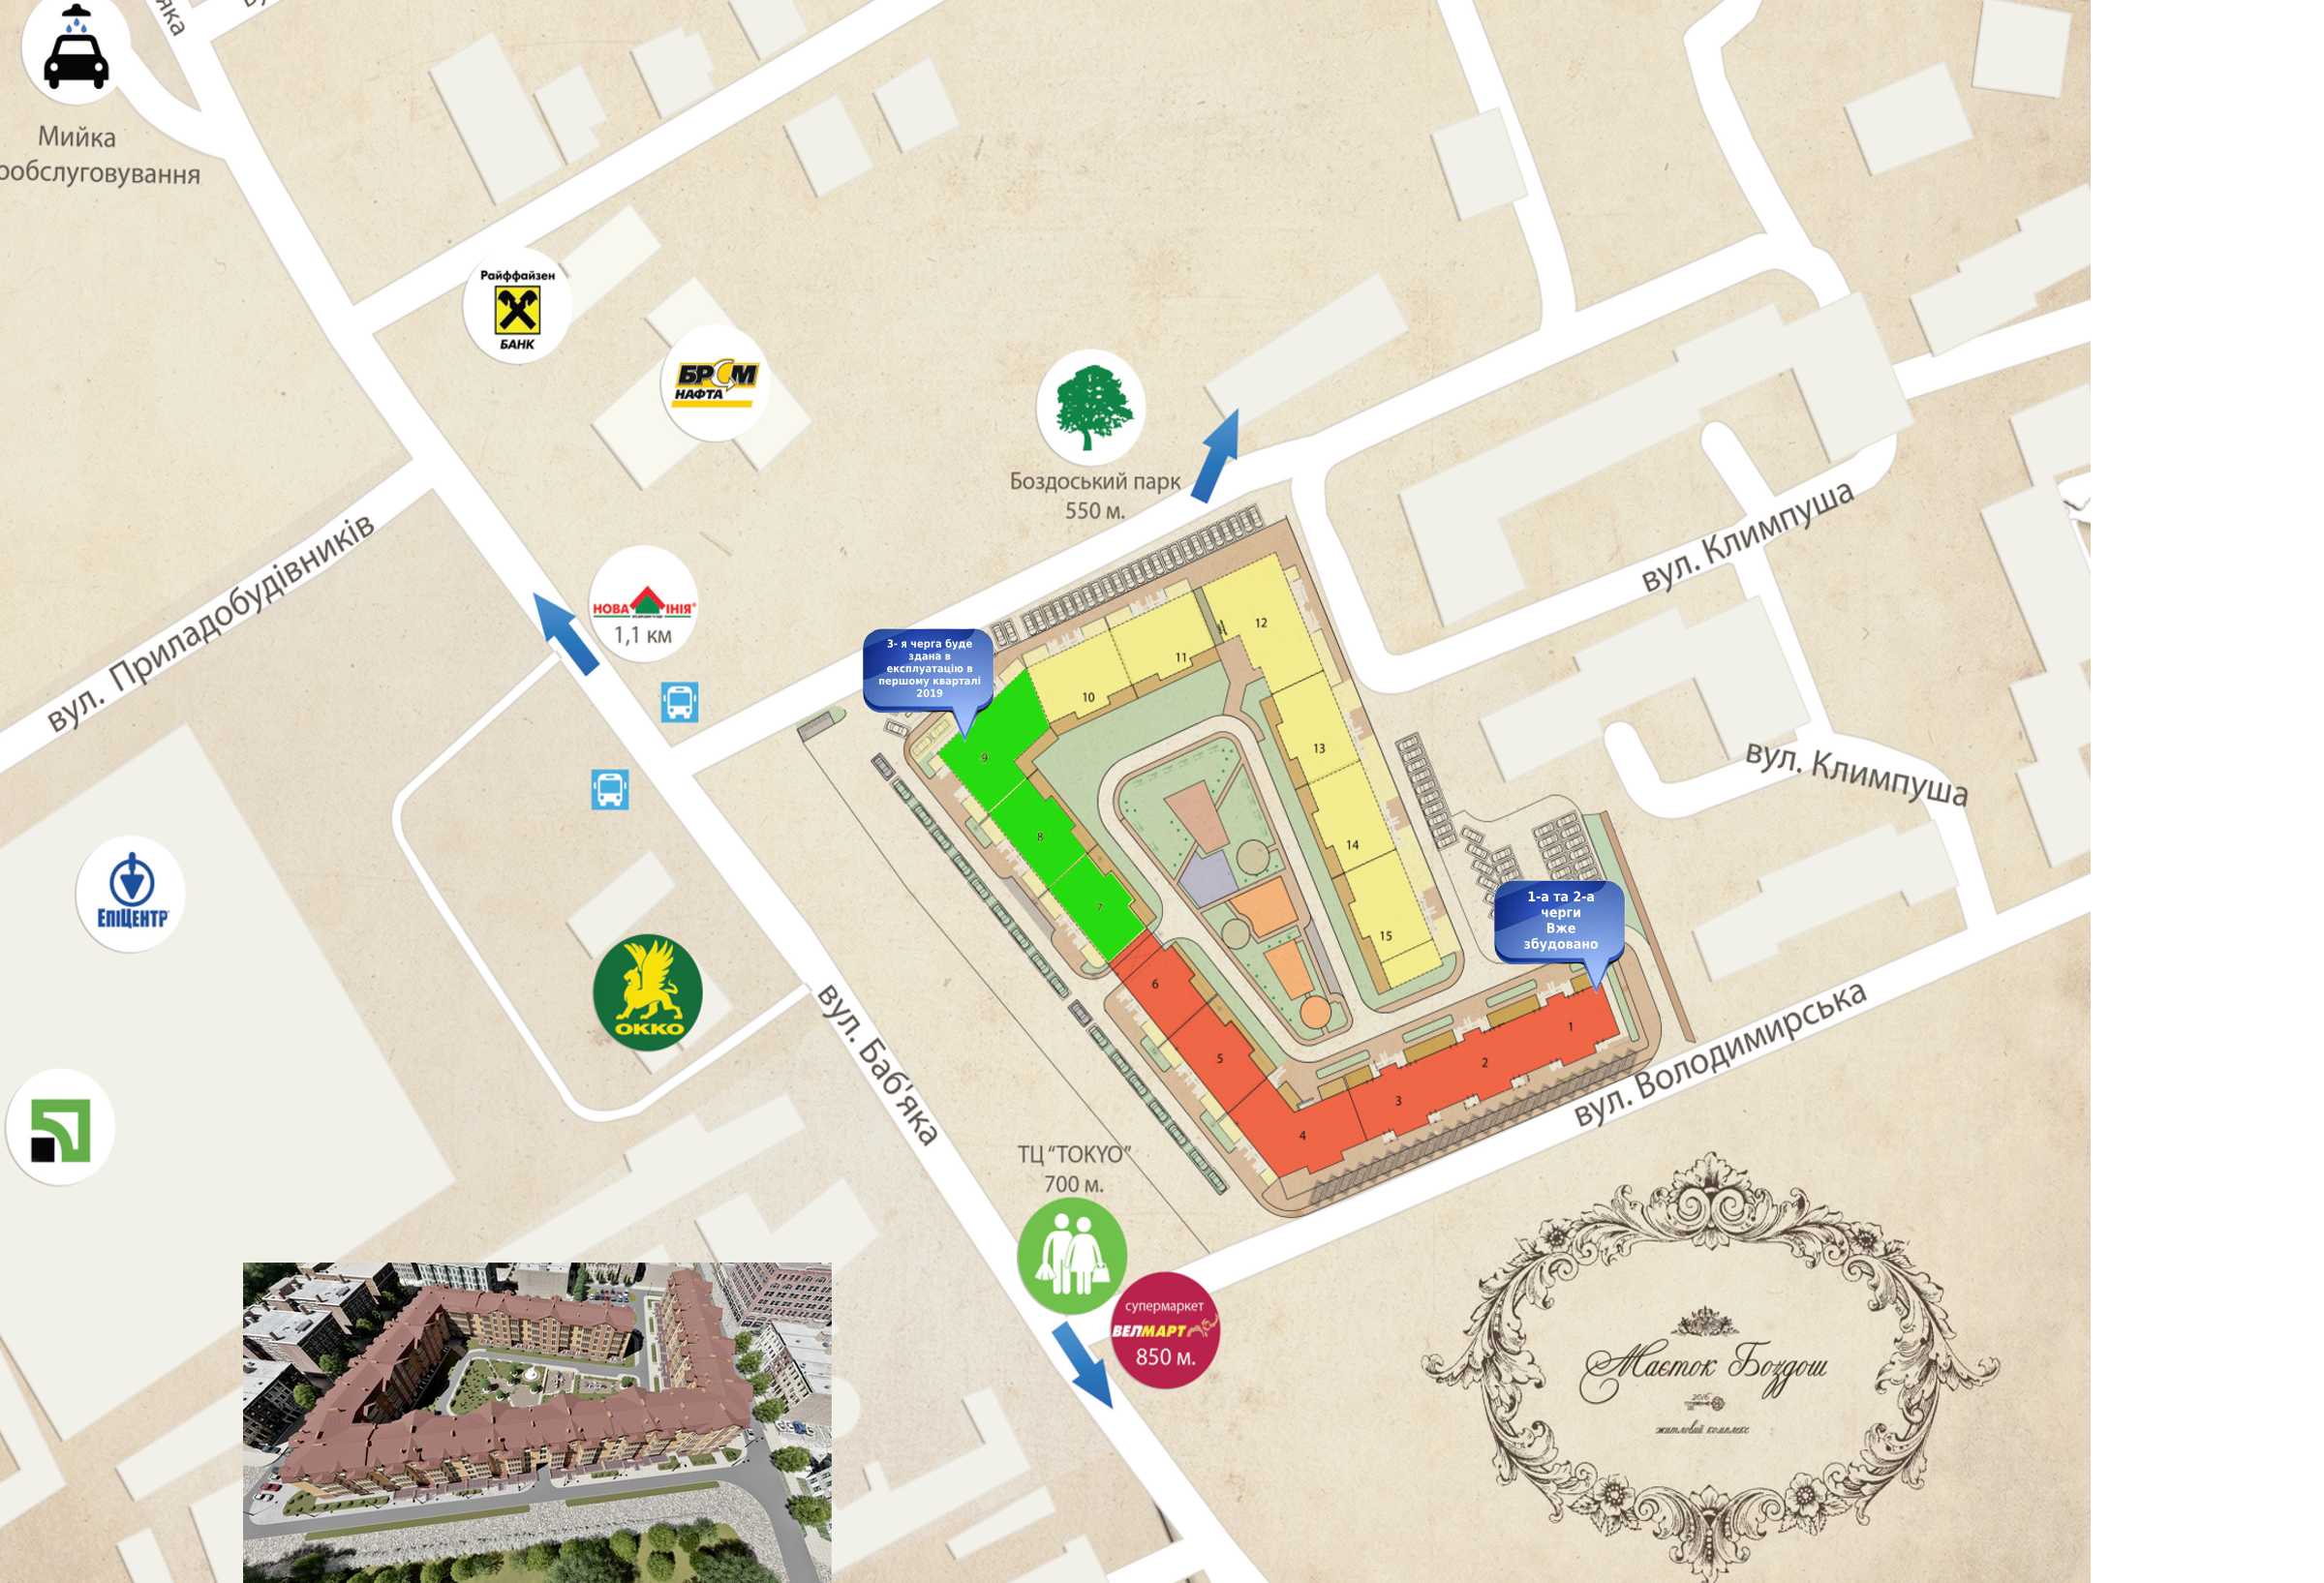 Мийка
ообслуговування
Райффайзен
БАНК
БРСМ
НАФТА
Боздоський парк
550 м.
вул. Приладобудівників
НОВА ІНІЯ
1,1 км
вул. Климпуша
вул. Климпуша
3- я черга буде
здана в
експлуатацію в
першому кварталі
2019
12
11
10
9
13
8
14
7
15
6
5
4
3
2
1
1-а та 2-а
черги
Вже
збудовано
ЕПІЦЕНТР
ОККО
вул. Баб'яка
вул. Володимирська
ТЦ “TOKYO”
700 м.
супермаркет
ВЕЛМАРТ
850 м.
Маєток Боздош
житловий комплекс